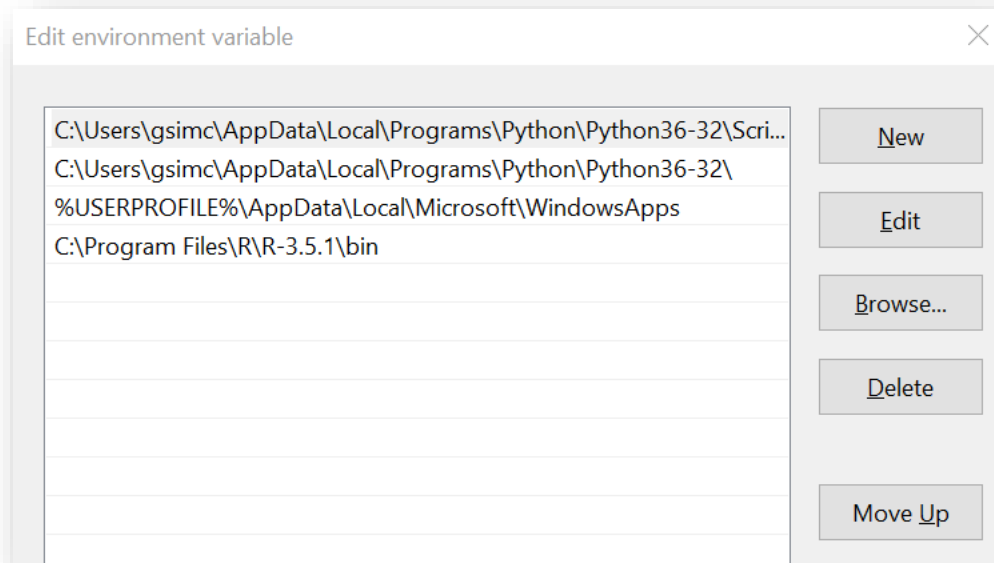 Edit environment variable
C:\Users\gsimc\AppData\Local\Programs\Python\Python36-32\Scri...
C:\Users\gsimc\AppData\Local\Programs\Python\Python36-32\
%USERPROFILE%\AppData\Local\Microsoft\WindowsApps
C:\Program Files\R\R-3.5.1\bin
New
Edit
Browse...
Delete
Move Up